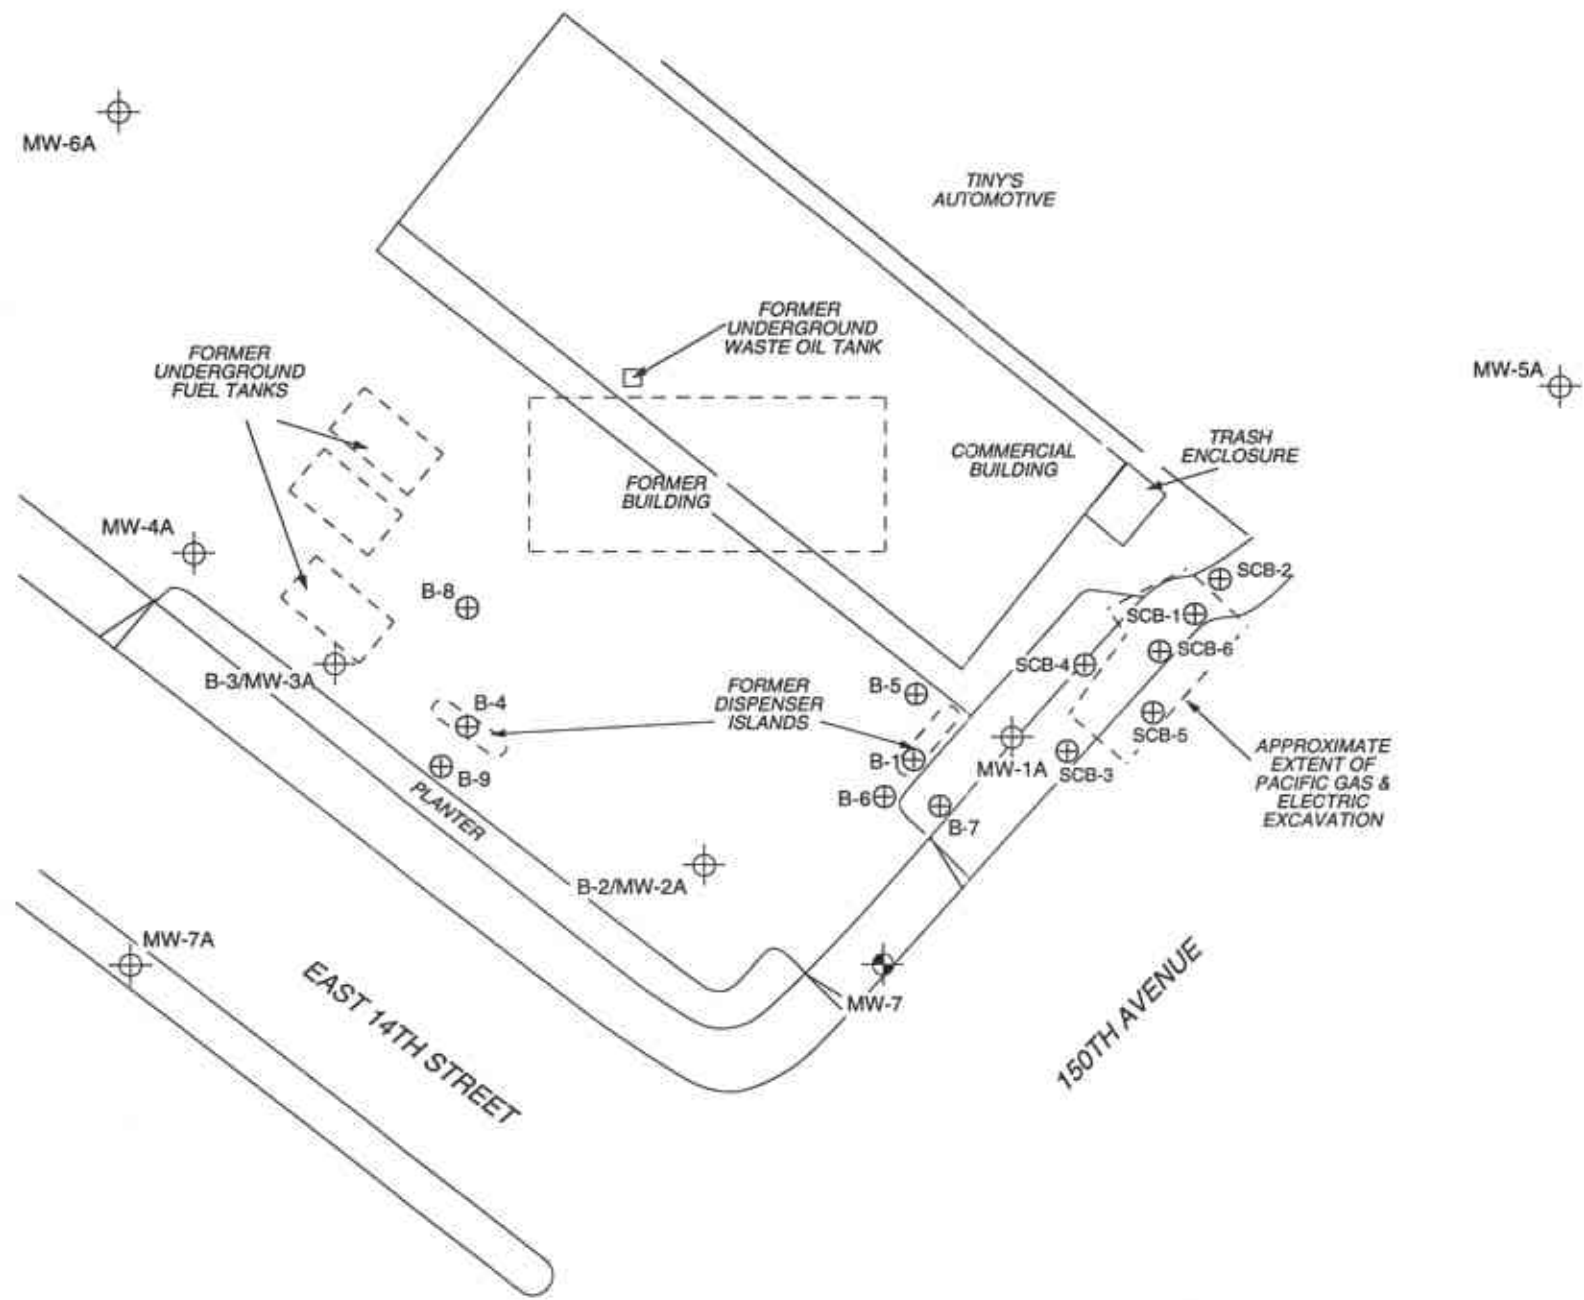 MW-6A
TINY'S
AUTOMOTIVE
FORMER
UNDERGROUND
WASTE OIL TANK
FORMER
UNDERGROUND
FUEL TANKS
MW-5A
TRASH
ENCLOSURE
COMMERCIAL
BUILDING
FORMER
BUILDING
MW-4A
SCB-2
B-8
SCB-1
SCB-6
SCB-4
B-3/MW-3A
B-5
FORMER
DISPENSER
ISLANDS
B-4
SCB-5
APPROXIMATE
EXTENT OF
PACIFIC GAS &
ELECTRIC
EXCAVATION
B-1
MW-1A
SCB-3
B-9
PLANTER
B-6
B-7
B-2/MW-2A
MW-7A
MW-7
EAST 14TH STREET
150TH AVENUE